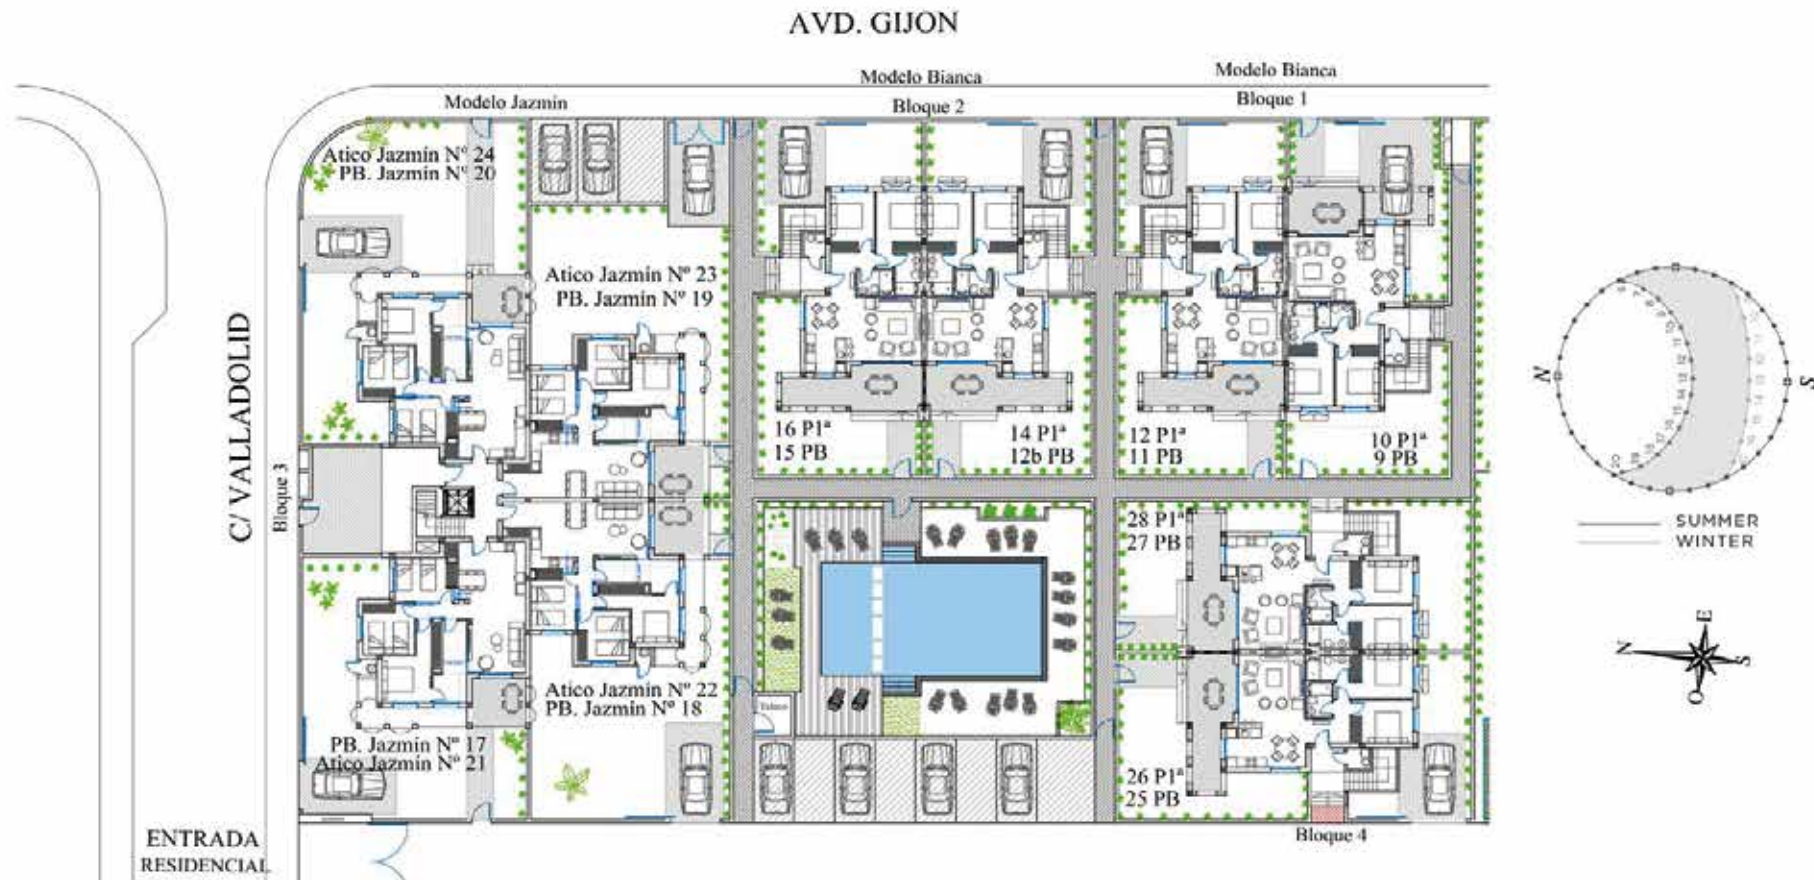 AVD. GIJON
Modelo Jazmin
Modelo Bianca
Bloque 2
Modelo Bianca
Bloque 1
Atico Jazmín Nº 24
PB. Jazmin Nº 20
Atico Jazmin Nº 23
PB. Jazmin Nº 19
C/ VALLADOLID
Bloque 3
16 P1ª
15 PB
14 P1ª
12b PB
12 P1ª
11 PB
10 P1ª
9 PB
28 P1ª
27 PB
Atico Jazmin Nº 22
PB. Jazmin Nº 18
PB. Jazmin Nº 17
Atico Jazmin Nº 21
26 P1ª
25 PB
Bloque 4
ENTRADA
RESIDENCIAL
N
S
SUMMER
WINTER
E
N
S
O